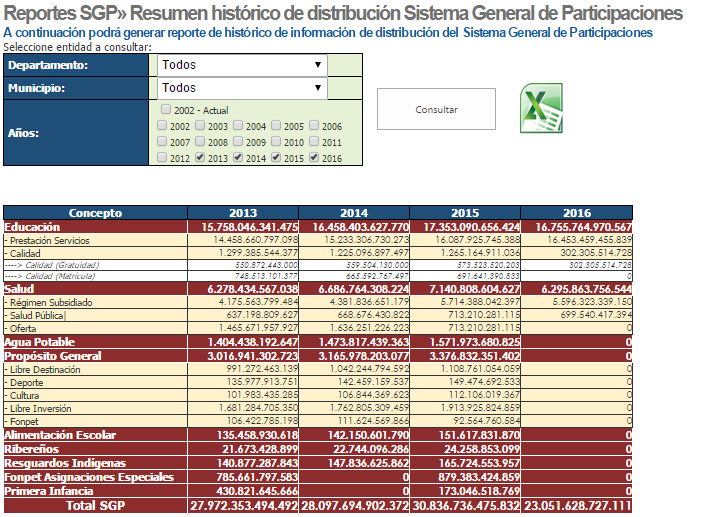 Reportes SGP» Resumen histórico de distribución Sistema General de Participaciones
A continuación podrá generar reporte de histórico de información de distribución del Sistema General de Participaciones
Seleccione entidad a consultar:
Departamento: Todos
Municipio: Todos
Años:
2002 - Actual
2002 2003 2004 2005 2006
2007 2008 2009 2010 2011
2012 2013 2014 2015 2016
Consultar
Concepto 2013 2014 2015 2016
Educación 15.758.046.341.475 16.458.403.627.770 17.353.090.656.424 16.755.764.970.567
- Prestación Servicios 14.458.660.797.098 15.233.306.730.273 16.087.925.745.388 16.453.459.455.839
- Calidad 1.299.385.544.377 1.225.096.897.497 1.265.164.911.036 302.305.514.728
----> Calidad (Gratuidad) 550.872.443.000 559.504.130.000 573.523.520.203 302.305.514.728
----> Calidad (Matrícula) 748.513.101.377 665.592.767.497 691.641.390.833 0
Salud 6.278.434.567.038 6.686.764.308.224 7.140.808.604.627 6.295.863.756.544
- Régimen Subsidiado 4.175.563.799.484 4.381.836.651.179 5.714.388.042.397 5.596.323.339.150
- Salud Pública| 637.198.809.627 668.676.430.822 713.210.281.115 699.540.417.394
- Oferta 1.465.671.957.927 1.636.251.226.223 713.210.281.115 0
Agua Potable 1.404.438.192.647 1.473.817.439.363 1.571.973.680.825 0
Propósito General 3.016.941.302.723 3.165.978.203.077 3.376.832.351.402 0
- Libre Destinación 991.272.463.139 1.042.244.794.592 1.108.761.054.059 0
- Deporte 135.977.913.751 142.459.159.537 149.474.692.533 0
- Cultura 101.983.435.285 106.844.369.623 112.106.019.367 0
- Libre Inversión 1.681.284.705.350 1.762.805.309.459 1.913.925.824.859 0
- Fonpet 106.422.785.198 111.624.569.866 92.564.760.584 0
Alimentación Escolar 135.458.930.618 142.150.601.790 151.617.831.870 0
Ribereños 21.673.428.899 22.744.096.286 24.258.853.099 0
Resguardos Indígenas 140.877.287.843 147.836.625.862 165.724.553.957 0
Fonpet Asignaciones Especiales 785.661.797.583 0 879.383.424.859 0
Primera Infancia 430.821.645.666 0 173.046.518.769 0
Total SGP 27.972.353.494.492 28.097.694.902.372 30.836.736.475.832 23.051.628.727.111